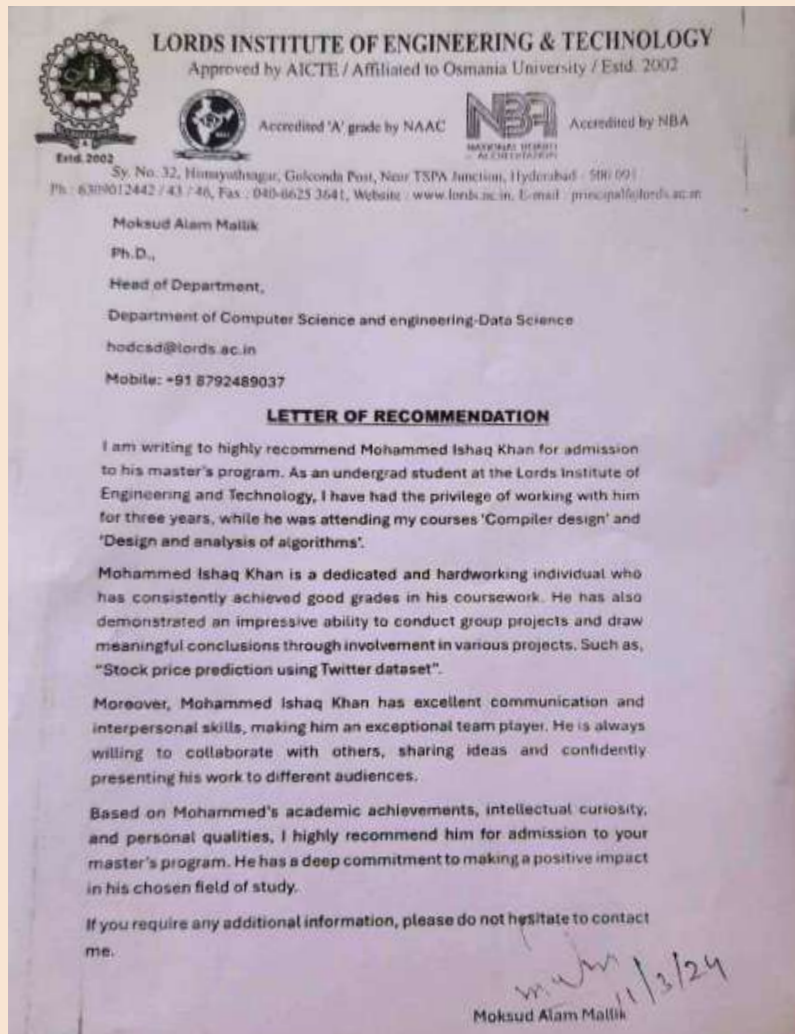 LORDS INSTITUTE OF ENGINEERING & TECHNOLOGY
Approved by AICTE / Affiliated to Osmania University / Estd. 2002
Accredited 'A' grade by NAAC
NBA
NATIONAL BOARD
ACCREDITATION
Accredited by NBA
Estd. 2002
Sy. No. 32, Himayathsagar, Golconda Post, Near TSPA Junction, Hyderabad - 500 091
Ph : 6309012442 / 43 / 46, Fax : 040-6625 3641, Website : www.lords.ac.in, E-mail : principal@lords.ac.in
Moksud Alam Mallik
Ph.D.,
Head of Department,
Department of Computer Science and engineering-Data Science
hodcsd@lords.ac.in
Mobile: +91 8792489037
LETTER OF RECOMMENDATION
I am writing to highly recommend Mohammed Ishaq Khan for admission
to his master's program. As an undergrad student at the Lords Institute of
Engineering and Technology, I have had the privilege of working with him
for three years, while he was attending my courses 'Compiler design' and
'Design and analysis of algorithms'.
Mohammed Ishaq Khan is a dedicated and hardworking individual who
has consistently achieved good grades in his coursework. He has also
demonstrated an impressive ability to conduct group projects and draw
meaningful conclusions through involvement in various projects. Such as,
"Stock price prediction using Twitter dataset".
Moreover, Mohammed Ishaq Khan has excellent communication and
interpersonal skills, making him an exceptional team player. He is always
willing to collaborate with others, sharing ideas and confidently
presenting his work to different audiences.
Based on Mohammed's academic achievements, intellectual curiosity,
and personal qualities, I highly recommend him for admission to your
master's program. He has a deep commitment to making a positive impact
in his chosen field of study.
If you require any additional information, please do not hesitate to contact
me.
11/3/24
Moksud Alam Mallik